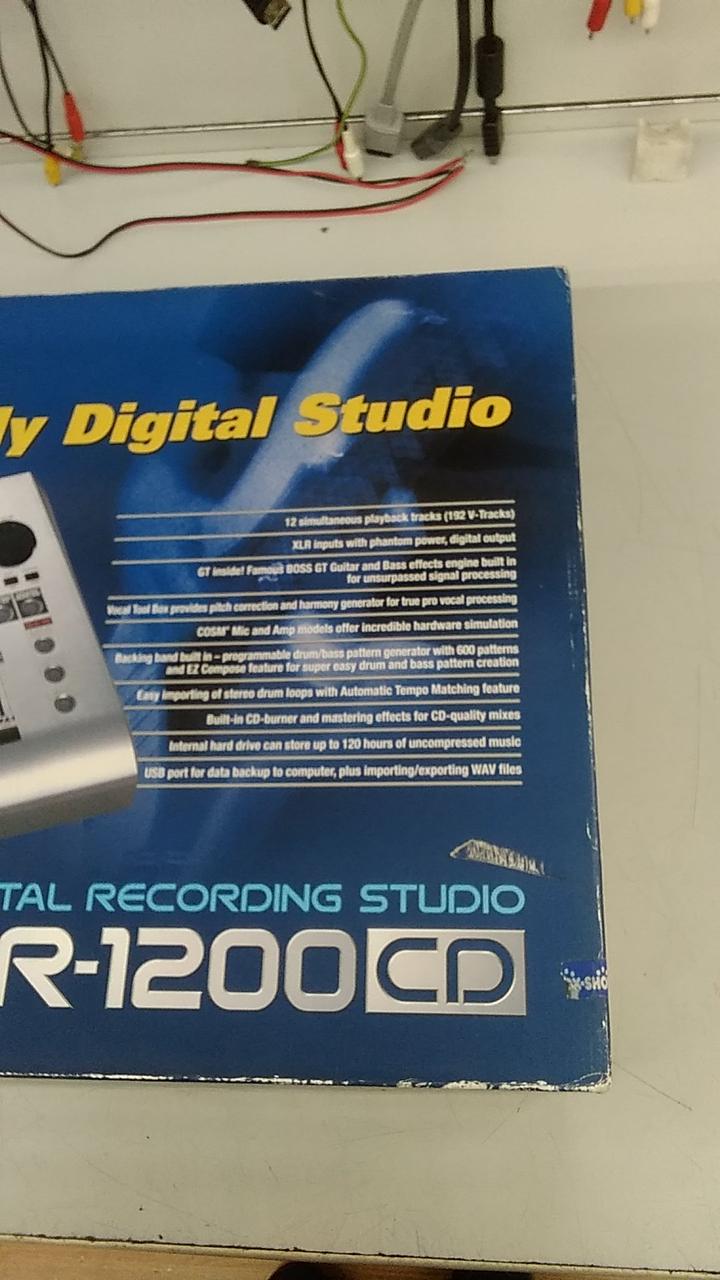 ly Digital Studio
12 simultaneous playback tracks (192 V-Tracks)
XLR inputs with phantom power, digital output
GT inside! Famous BOSS GT Guitar and Bass effects engine built in
for unsurpassed signal processing
Vocal Tool Box provides pitch correction and harmony generator for true pro vocal processing
COSM® Mic and Amp models offer incredible hardware simulation
Backing band built in – programmable drum/bass pattern generator with 600 patterns
and EZ Compose feature for super easy drum and bass pattern creation
Easy importing of stereo drum loops with Automatic Tempo Matching feature
Built-in CD-burner and mastering effects for CD-quality mixes
Internal hard drive can store up to 120 hours of uncompressed music
USB port for data backup to computer, plus importing/exporting WAV files
TAL RECORDING STUDIO
R-1200CD